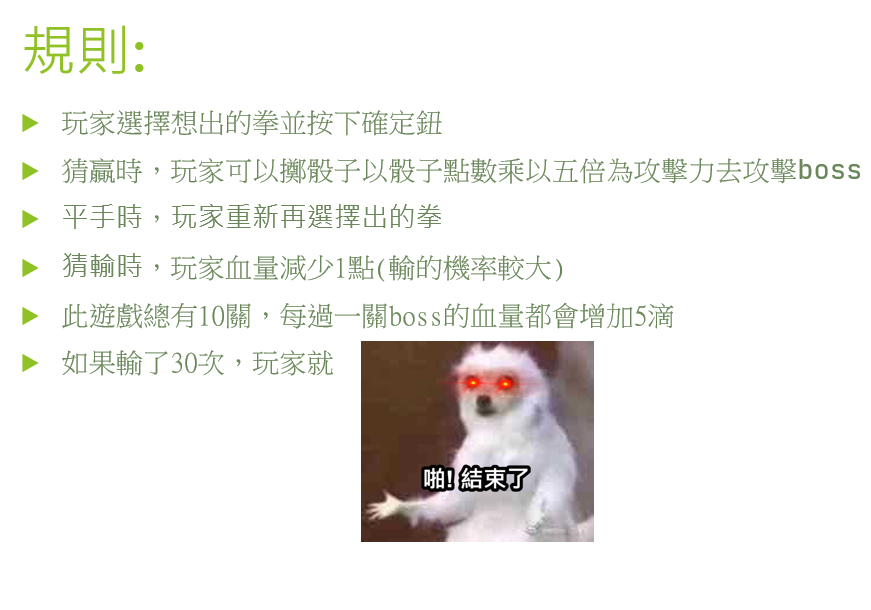 規則:
玩家選擇想出的拳並按下確定鈕
猜贏時，玩家可以擲骰子以骰子點數乘以五倍為攻擊力去攻擊boss
平手時，玩家重新再選擇出的拳
猜輸時，玩家血量減少1點(輸的機率較大)
此遊戲總有10關，每過一關boss的血量都會增加5滴
如果輸了30次，玩家就
啪! 結束了